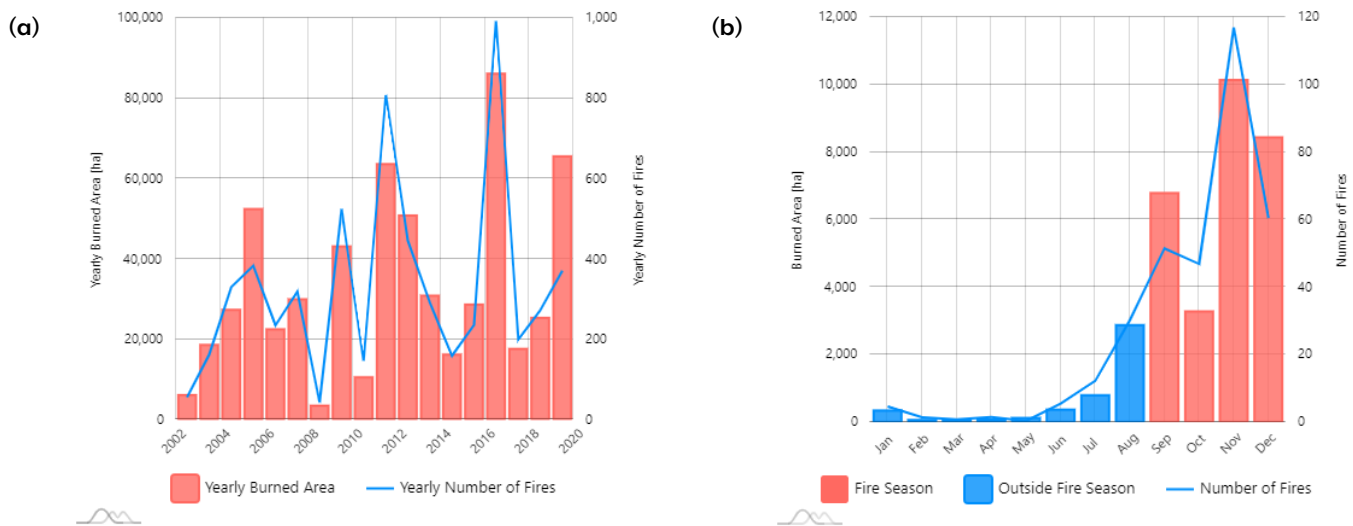 (a)
Yearly Burned Area [ha]
100,000
80,000
60,000
40,000
20,000
0
1,000
800
600
400
200
0
Yearly Number of Fires
2002 2004 2006 2008 2010 2012 2014 2016 2018 2020
Yearly Burned Area Yearly Number of Fires
(b)
Burned Area [ha]
12,000
10,000
8,000
6,000
4,000
2,000
0
120
100
80
60
40
20
0
Number of Fires
Jan Feb Mar Apr May Jun Jul Aug Sep Oct Nov Dec
Fire Season Outside Fire Season Number of Fires